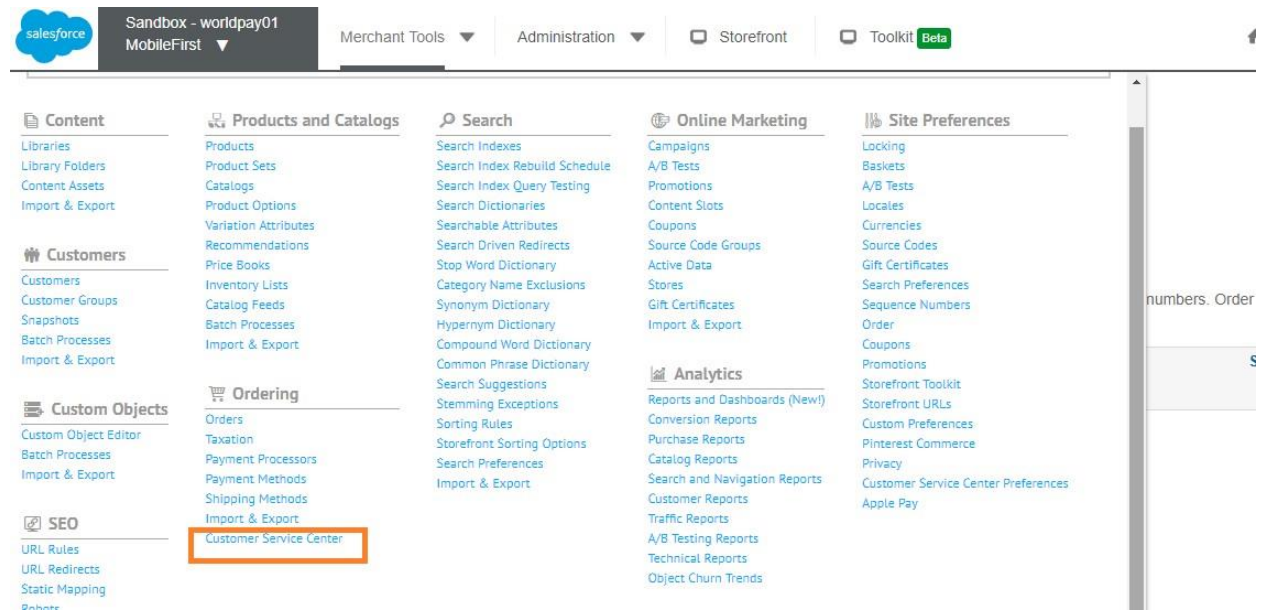 salesforce
Sandbox - worldpay01
MobileFirst
Merchant Tools
Administration
Storefront
Toolkit Beta
Content
Libraries
Library Folders
Content Assets
Import & Export
Customers
Customers
Customer Groups
Snapshots
Batch Processes
Import & Export
Custom Objects
Custom Object Editor
Batch Processes
Import & Export
SEO
URL Rules
URL Redirects
Static Mapping
Robots
Products and Catalogs
Products
Product Sets
Catalogs
Product Options
Variation Attributes
Recommendations
Price Books
Inventory Lists
Catalog Feeds
Batch Processes
Import & Export
Ordering
Orders
Taxation
Payment Processors
Payment Methods
Shipping Methods
Import & Export
Customer Service Center
Search
Search Indexes
Search Index Rebuild Schedule
Search Index Query Testing
Search Dictionaries
Searchable Attributes
Search Driven Redirects
Stop Word Dictionary
Category Name Exclusions
Synonym Dictionary
Hypernym Dictionary
Compound Word Dictionary
Common Phrase Dictionary
Search Suggestions
Stemming Exceptions
Sorting Rules
Storefront Sorting Options
Search Preferences
Import & Export
Online Marketing
Campaigns
A/B Tests
Promotions
Content Slots
Coupons
Source Code Groups
Active Data
Stores
Gift Certificates
Import & Export
Analytics
Reports and Dashboards (New!)
Conversion Reports
Purchase Reports
Catalog Reports
Search and Navigation Reports
Customer Reports
Traffic Reports
A/B Testing Reports
Technical Reports
Object Churn Trends
Site Preferences
Locking
Baskets
A/B Tests
Locales
Currencies
Source Codes
Gift Certificates
Search Preferences
Sequence Numbers
Order
Coupons
Promotions
Storefront Toolkit
Storefront URLs
Custom Preferences
Pinterest Commerce
Privacy
Customer Service Center Preferences
Apple Pay
numbers. Order
S